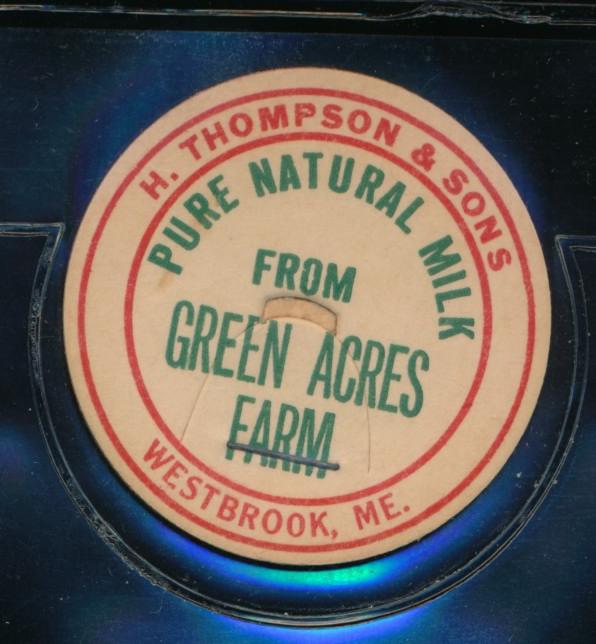 H. THOMPSON & SONS
PURE NATURAL MILK
FROM
GREEN ACRES
FARM
WESTBROOK, ME.